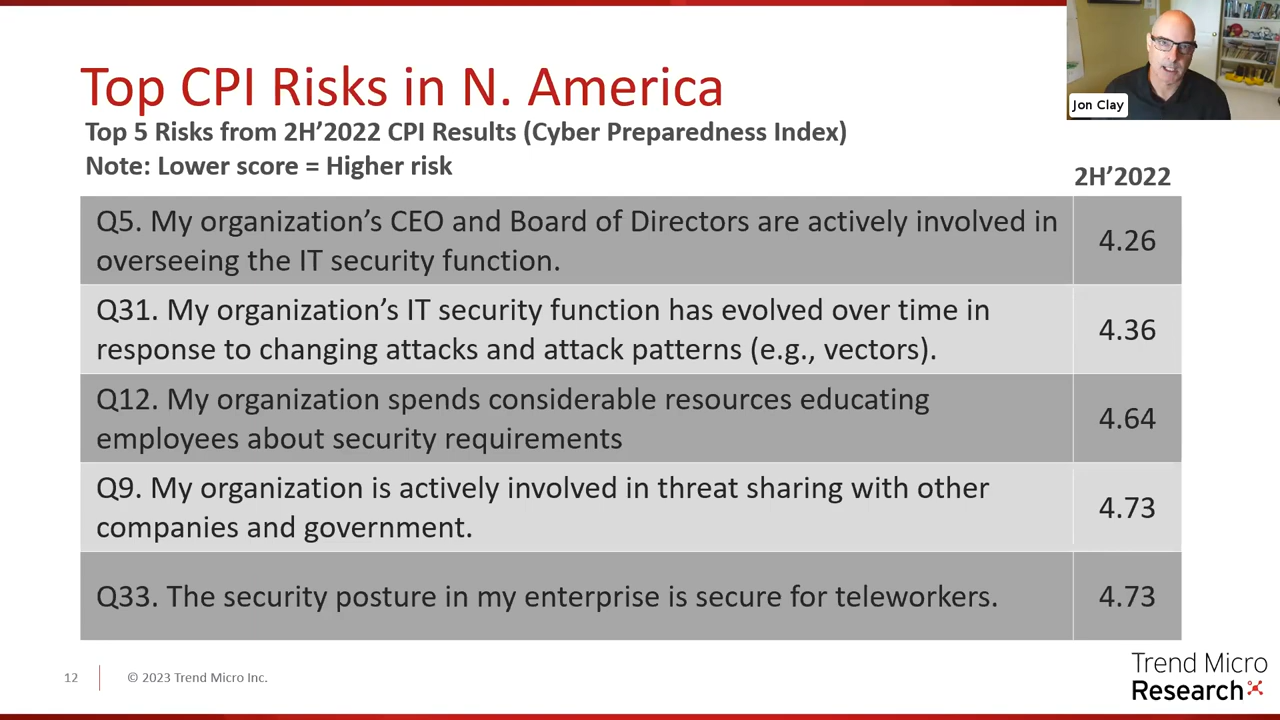 Top CPI Risks in N. America
Jon Clay
Top 5 Risks from 2H’2022 CPI Results (Cyber Preparedness Index)
Note: Lower score = Higher risk
2H’2022
Q5. My organization’s CEO and Board of Directors are actively involved in
overseeing the IT security function.
4.26
Q31. My organization’s IT security function has evolved over time in
response to changing attacks and attack patterns (e.g., vectors).
4.36
Q12. My organization spends considerable resources educating
employees about security requirements
4.64
Q9. My organization is actively involved in threat sharing with other
companies and government.
4.73
Q33. The security posture in my enterprise is secure for teleworkers.
4.73
12
© 2023 Trend Micro Inc.
Trend Micro
Research